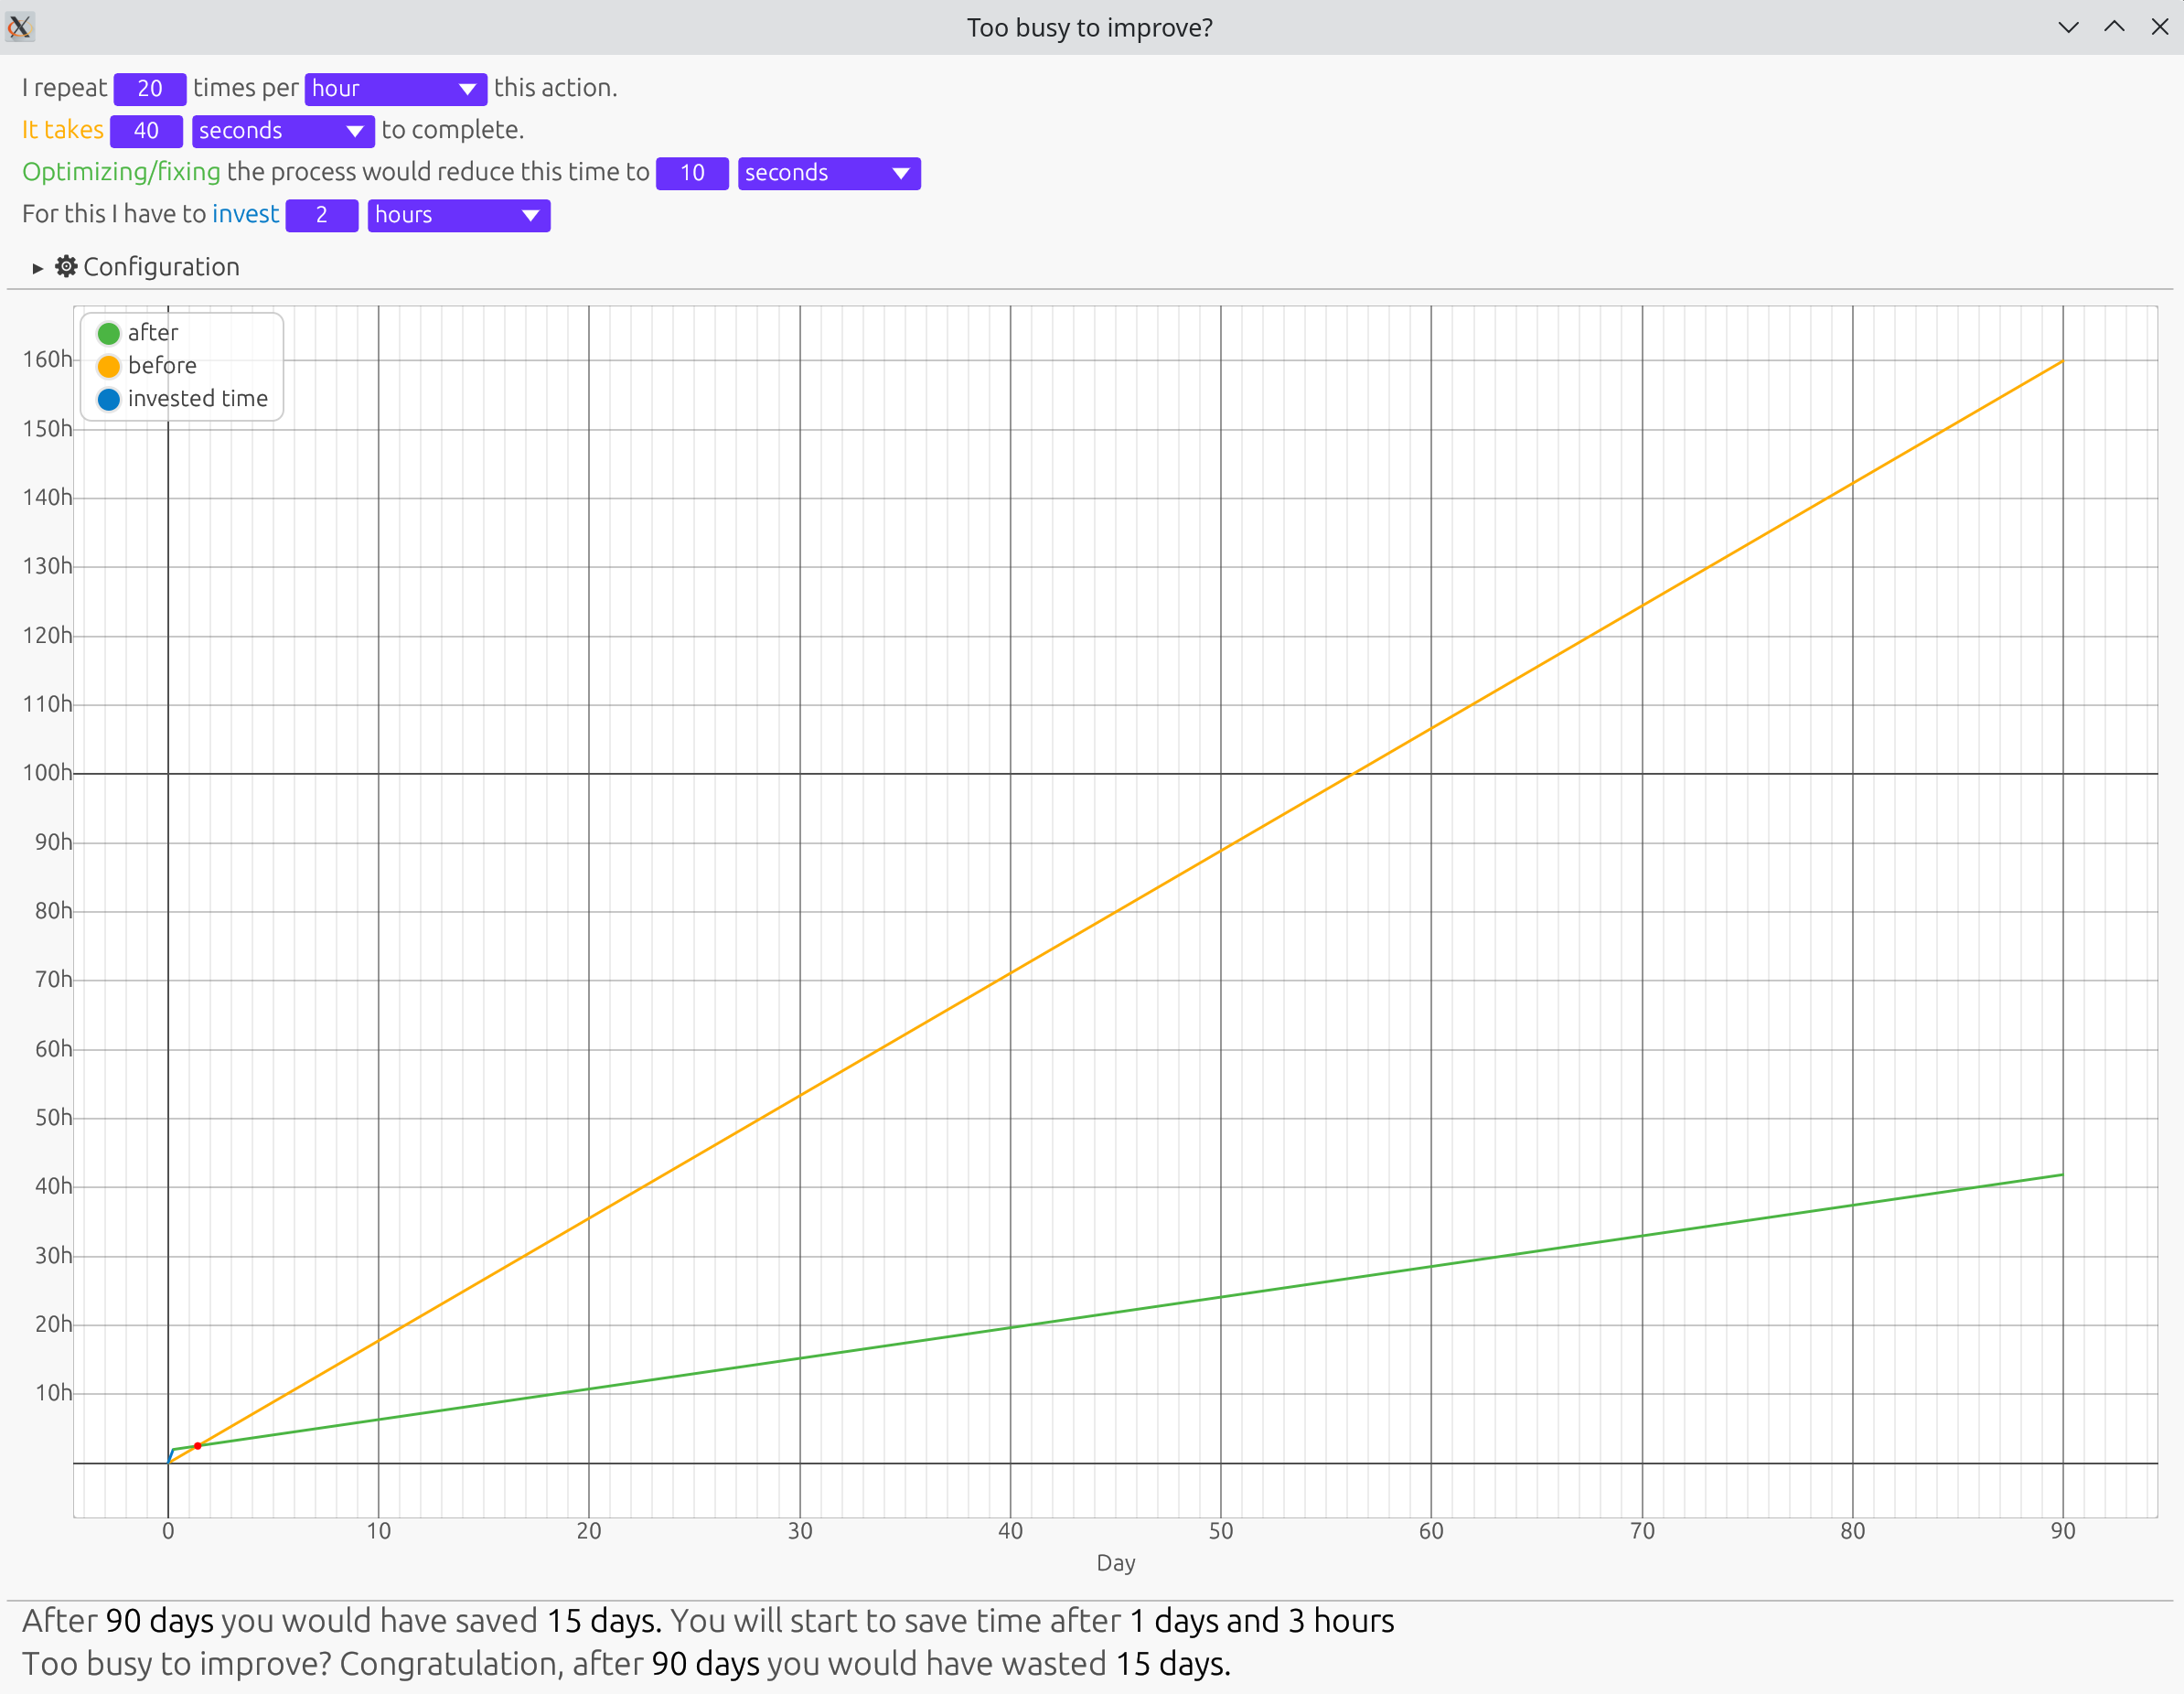 Too busy to improve?
I repeat 20 times per hour this action.
It takes 40 seconds to complete.
Optimizing/fixing the process would reduce this time to 10 seconds
For this I have to invest 2 hours
Configuration
after
before
invested time
160h
150h
140h
130h
120h
110h
100h
90h
80h
70h
60h
50h
40h
30h
20h
10h
0 10 20 30 40 50 60 70 80 90
Day
After 90 days you would have saved 15 days. You will start to save time after 1 days and 3 hours
Too busy to improve? Congratulation, after 90 days you would have wasted 15 days.